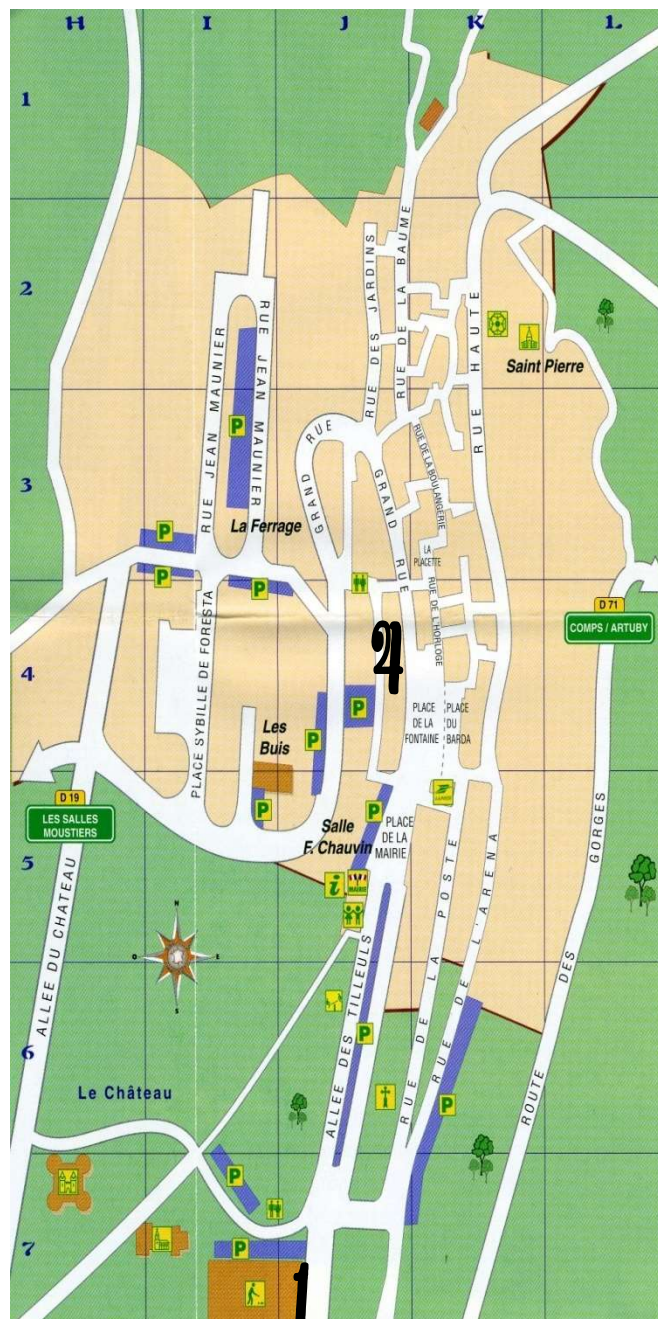 H I J K L
1
2
RUE DES JARDINS
RUE DE LA BAUME
RUE JEAN MAUNIER
RUE JEAN MAUNIER
RUE HAUTE
Saint Pierre
3
P
GRAND RUE
GRAND RUE
RUE DE LA BOULANGERIE
La Ferrage
P
P
P
LA
PLACETTE
RUE DE L'HORLOGE
D 71
COMPS / ARTUBY
4
24
PLACE SYBILLE DE FORESTA
Les
Buis
P
P
PLACE
DE LA
FONTAINE
PLACE
DU
BARDA
D 19
LES SALLES
MOUSTIERS
P
P
LA POSTE
Salle
F. Chauvin
PLACE
DE LA
MAIRIE
5
i
MAIRIE
ALLEE DU CHATEAU
N
O E
S
ALLEE DES TILLEULS
RUE DE LA POSTE
RUE DE L'ARENA
ROUTE DES GORGES
6
P
P
Le Château
P
7
P
1